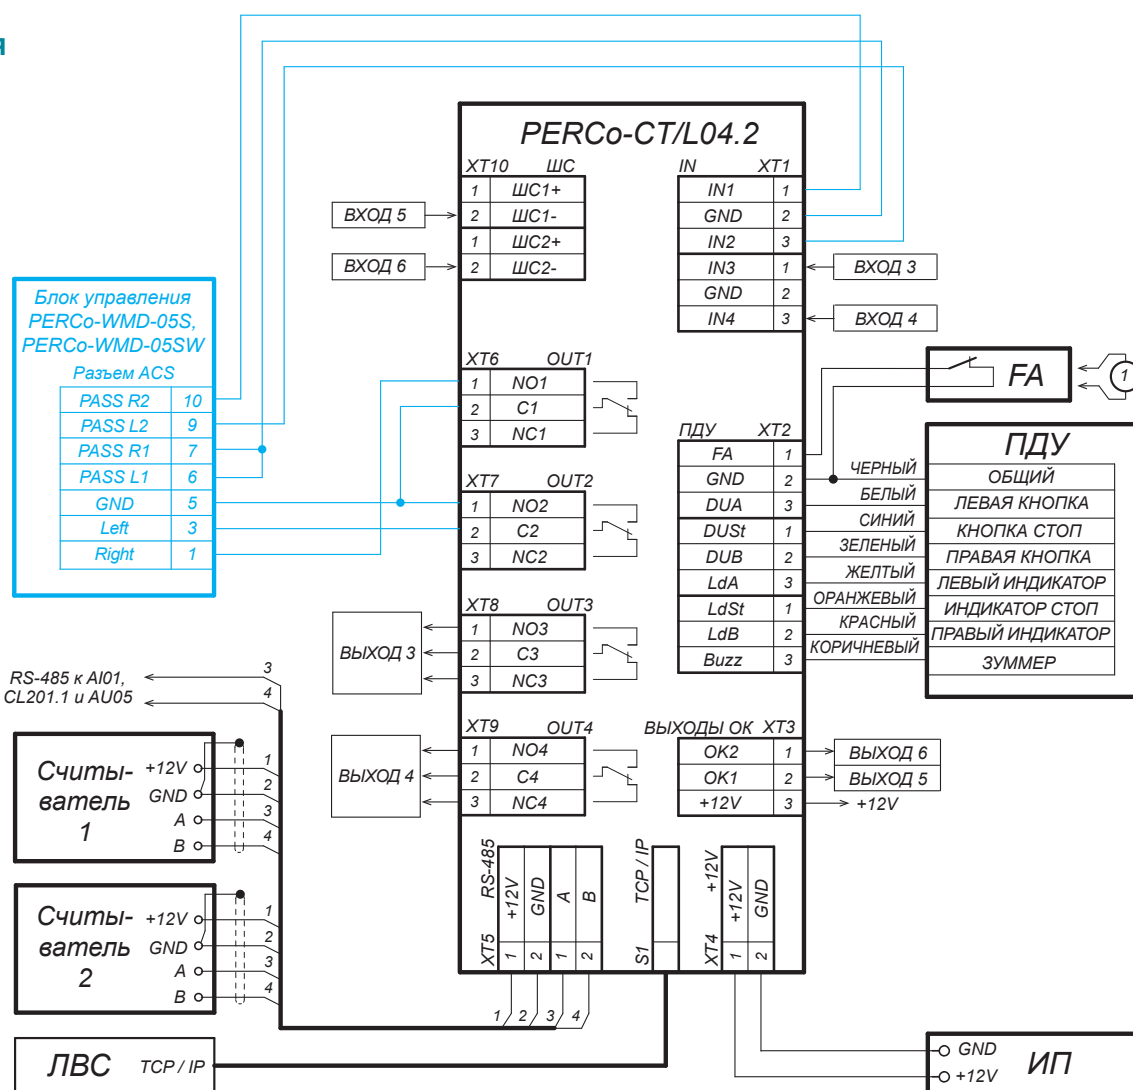 я
PERCo-CT/L04.2
XT10 ШС
1 ШС1+
2 ШС1-
1 ШС2+
2 ШС2-
ВХОД 5
ВХОД 6
IN XT1
IN1 1
GND 2
IN2 3
IN3 1
GND 2
IN4 3
ВХОД 3
ВХОД 4
Блок управления
PERCo-WMD-05S,
PERCo-WMD-05SW
Разъем ACS
PASS R2 10
PASS L2 9
PASS R1 7
PASS L1 6
GND 5
Left 3
Right 1
XT6 OUT1
1 NO1
2 C1
3 NC1
XT7 OUT2
1 NO2
2 C2
3 NC2
XT8 OUT3
1 NO3
2 C3
3 NC3
ВЫХОД 3
XT9 OUT4
1 NO4
2 C4
3 NC4
ВЫХОД 4
FA
1
ПДУ XT2
FA 1
GND 2
DUA 3
DUSt 1
DUB 2
LdA 3
LdSt 1
LdB 2
Buzz 3
ЧЕРНЫЙ
БЕЛЫЙ
СИНИЙ
ЗЕЛЕНЫЙ
ЖЕЛТЫЙ
ОРАНЖЕВЫЙ
КРАСНЫЙ
КОРИЧНЕВЫЙ
ПДУ
ОБЩИЙ
ЛЕВАЯ КНОПКА
КНОПКА СТОП
ПРАВАЯ КНОПКА
ЛЕВЫЙ ИНДИКАТОР
ИНДИКАТОР СТОП
ПРАВЫЙ ИНДИКАТОР
ЗУММЕР
ВЫХОДЫ ОК XT3
OK2 1
OK1 2
+12V 3
ВЫХОД 6
ВЫХОД 5
+12V
RS-485 к AI01,
CL201.1 и AU05
3
4
Считы-
ватель
1
+12V 1
GND 2
A 3
B 4
Считы-
ватель
2
+12V 1
GND 2
A 3
B 4
XT5 RS-485
1 +12V
2 GND
1 A
2 B
1 2 3 4
S1 TCP / IP
XT4 +12V
1 +12V
2 GND
ЛВС TCP / IP
GND
+12V
ИП